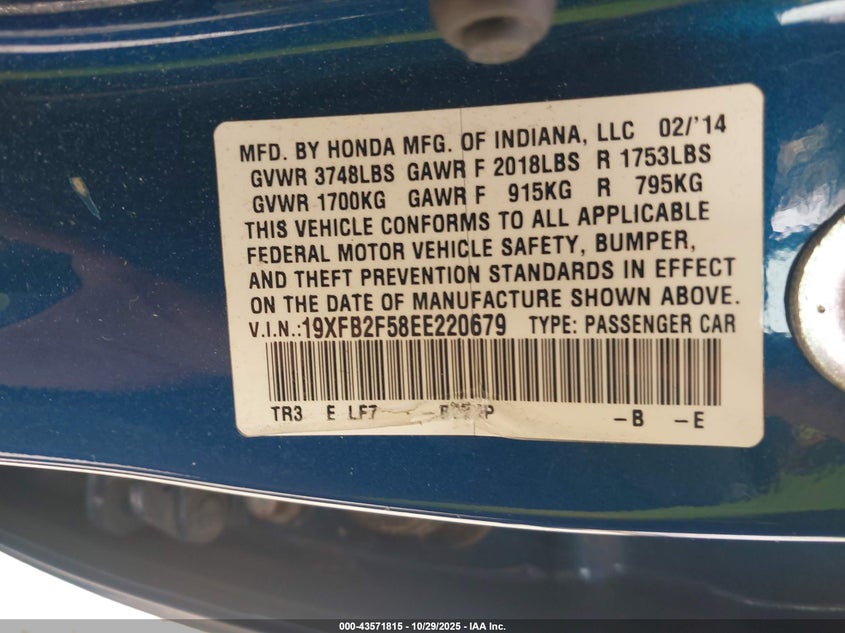 MFD. BY HONDA MFG. OF INDIANA, LLC 02/'14
GVWR 3748LBS GAWR F 2018LBS R 1753LBS
GVWR 1700KG GAWR F 915KG R 795KG
THIS VEHICLE CONFORMS TO ALL APPLICABLE
FEDERAL MOTOR VEHICLE SAFETY, BUMPER,
AND THEFT PREVENTION STANDARDS IN EFFECT
ON THE DATE OF MANUFACTURE SHOWN ABOVE.
V.I.N.:19XFB2F58EE220679 TYPE: PASSENGER CAR
TR3 E LF7 -B -E
000-43571815 - 10/29/2025 - IAA Inc.